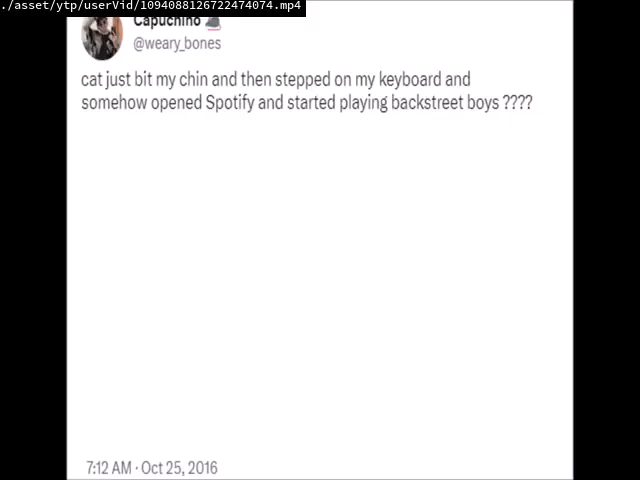 ./asset/ytp/userVid/1094088126722474074.mp4
Capuchino
@weary_bones
cat just bit my chin and then stepped on my keyboard and
somehow opened Spotify and started playing backstreet boys ????
7:12 AM · Oct 25, 2016